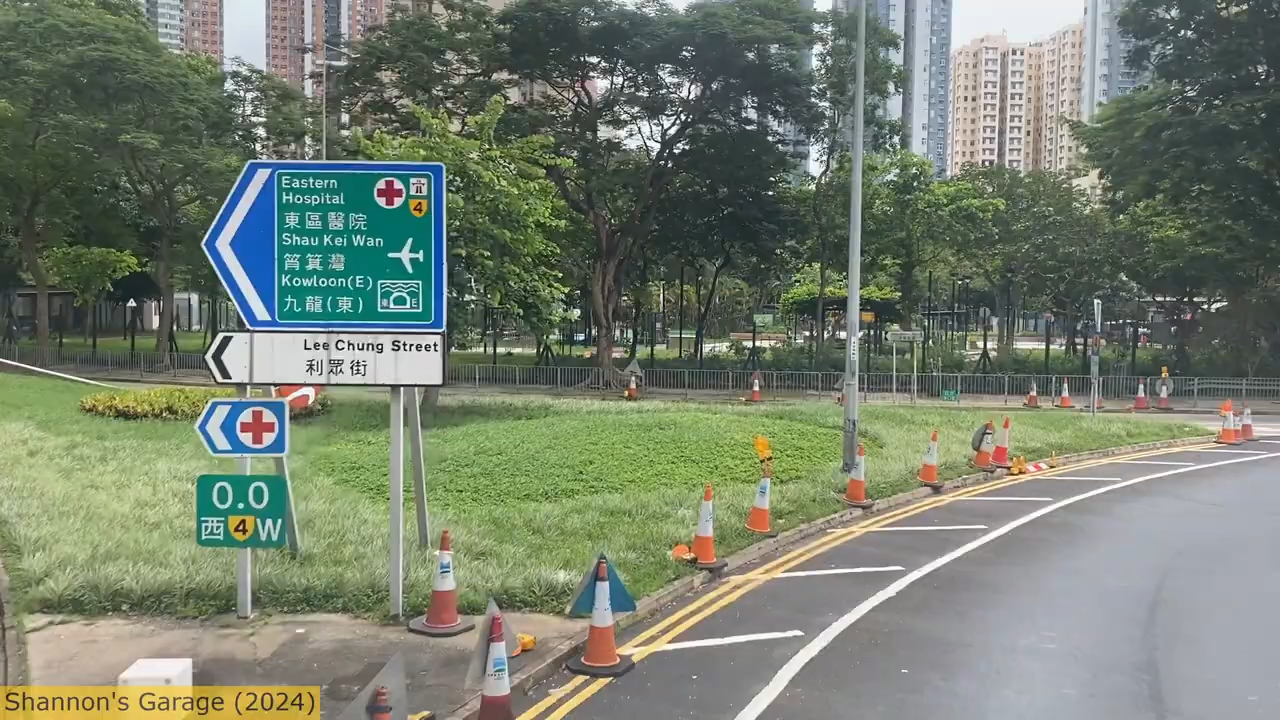 Eastern
Hospital
東區醫院
4
Shau Kei Wan
筲箕灣
Kowloon(E)
九龍(東)
東 E
Lee Chung Street
利眾街
0.0
西 4 W
Shannon's Garage (2024)